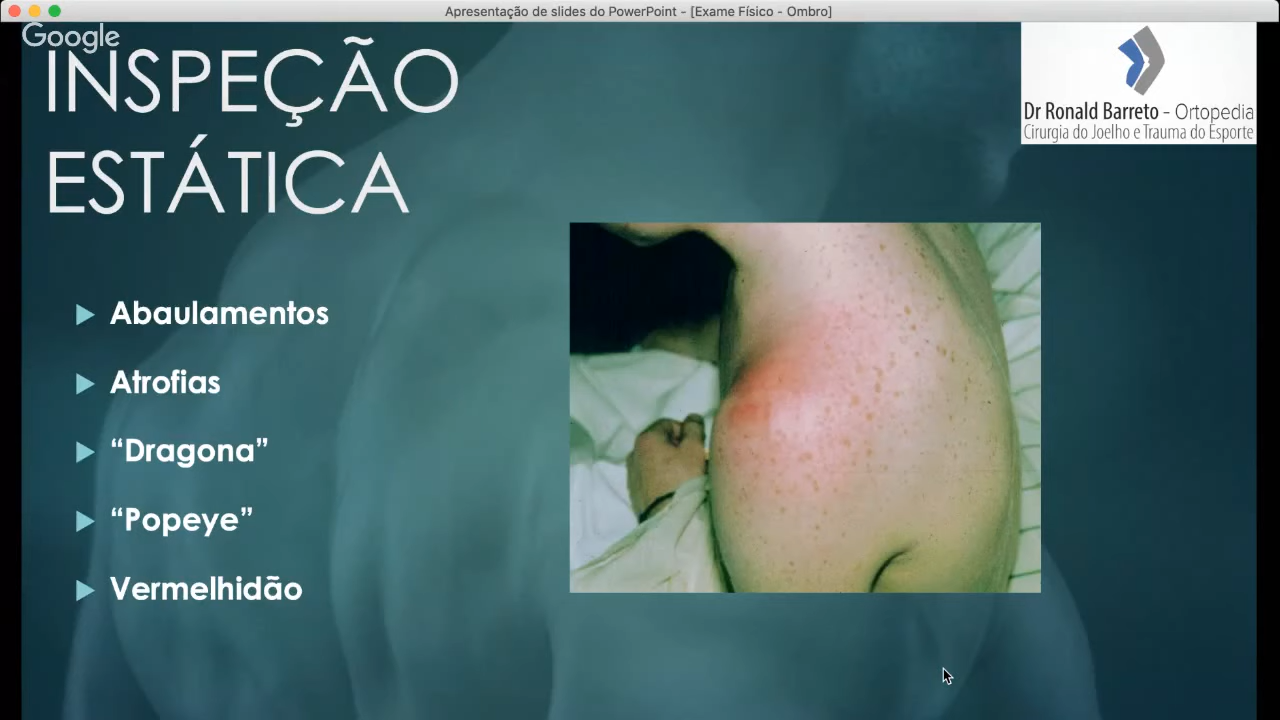 Apresentação de slides do PowerPoint - [Exame Físico - Ombro]
Google
INSPEÇÃO
ESTÁTICA
Dr Ronald Barreto - Ortopedia
Cirurgia do Joelho e Trauma do Esporte
Abaulamentos
Atrofias
“Dragona”
“Popeye”
Vermelhidão